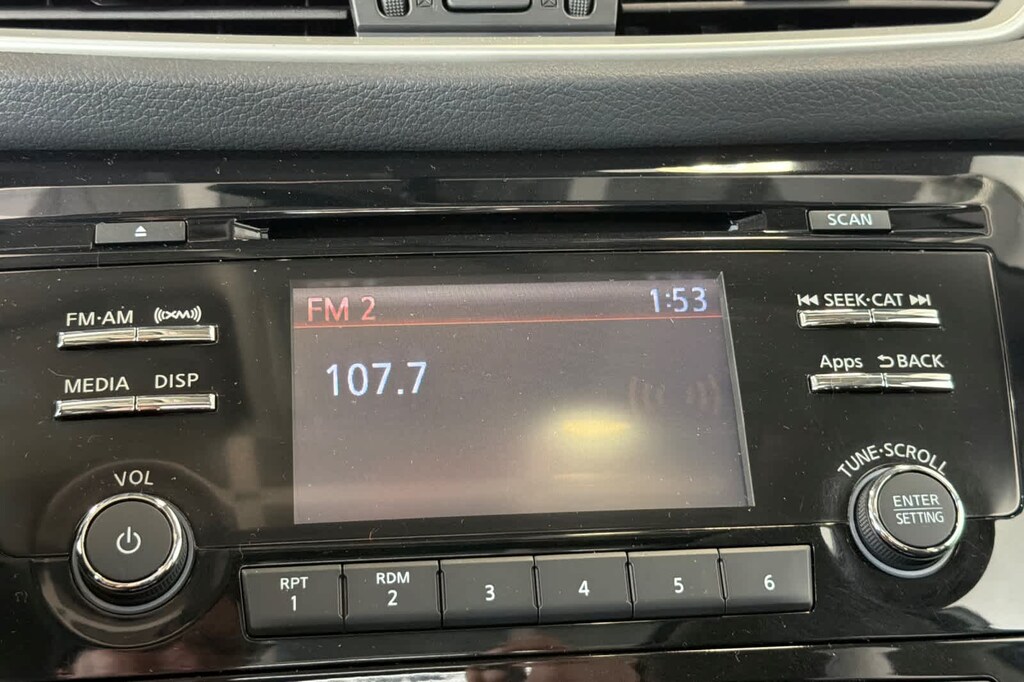 SCAN
FM·AM
((XM))
SEEK·CAT
FM 2
1:53
MEDIA
DISP
107.7
Apps
BACK
VOL
TUNE·SCROLL
ENTER
SETTING
RPT
1
RDM
2
3
4
5
6